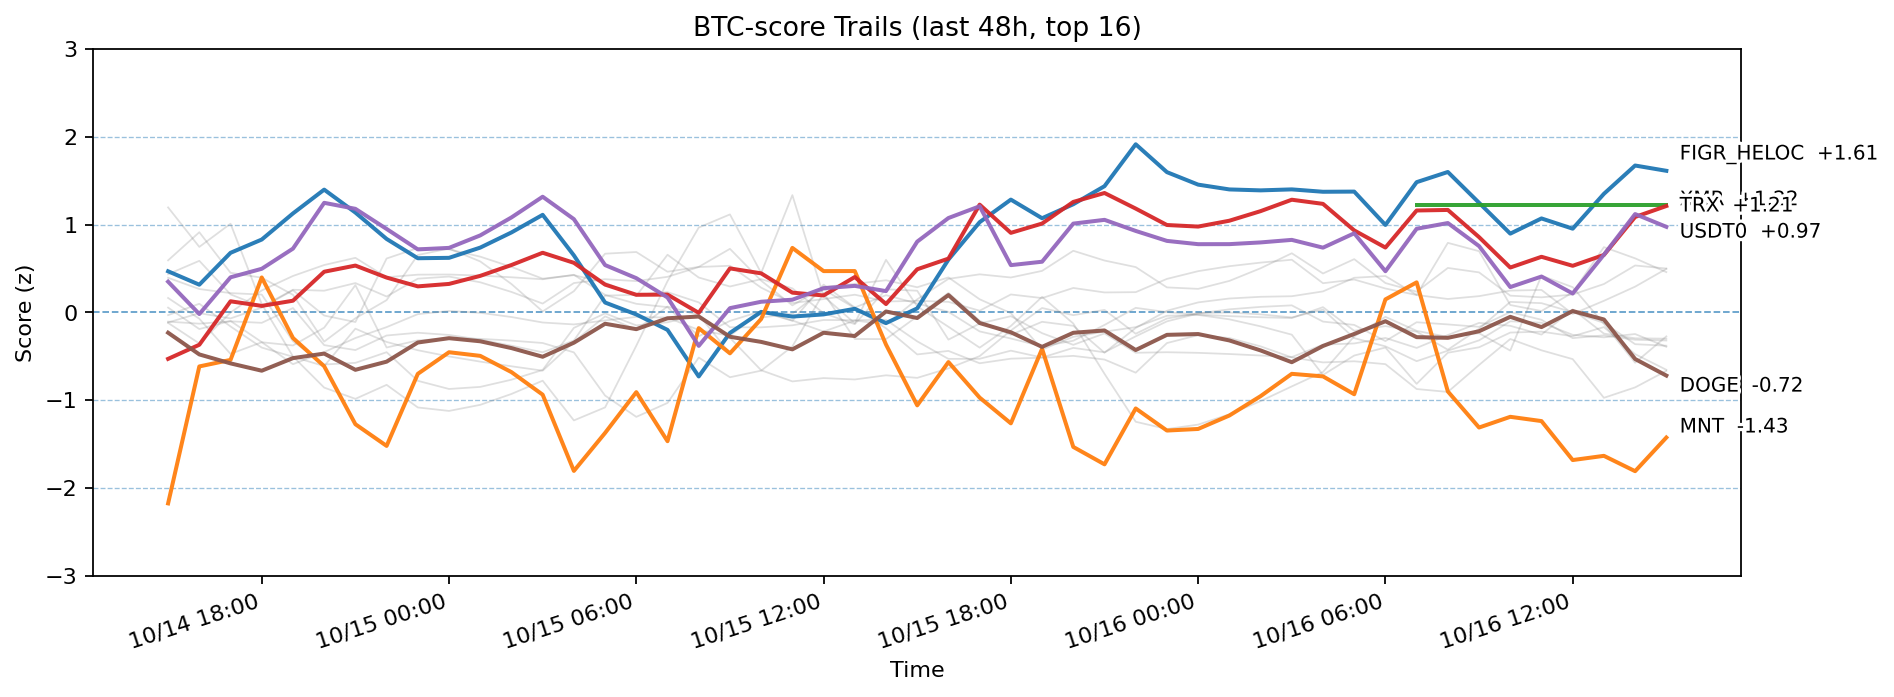 BTC-score Trails (last 48h, top 16)
Score (z)
3
2
1
0
−1
−2
−3
FIGR_HELOC +1.61
XMR +1.22
TRX +1.21
USDT0 +0.97
DOGE -0.72
MNT -1.43
10/14 18:00
10/15 00:00
10/15 06:00
10/15 12:00
10/15 18:00
10/16 00:00
10/16 06:00
10/16 12:00
Time